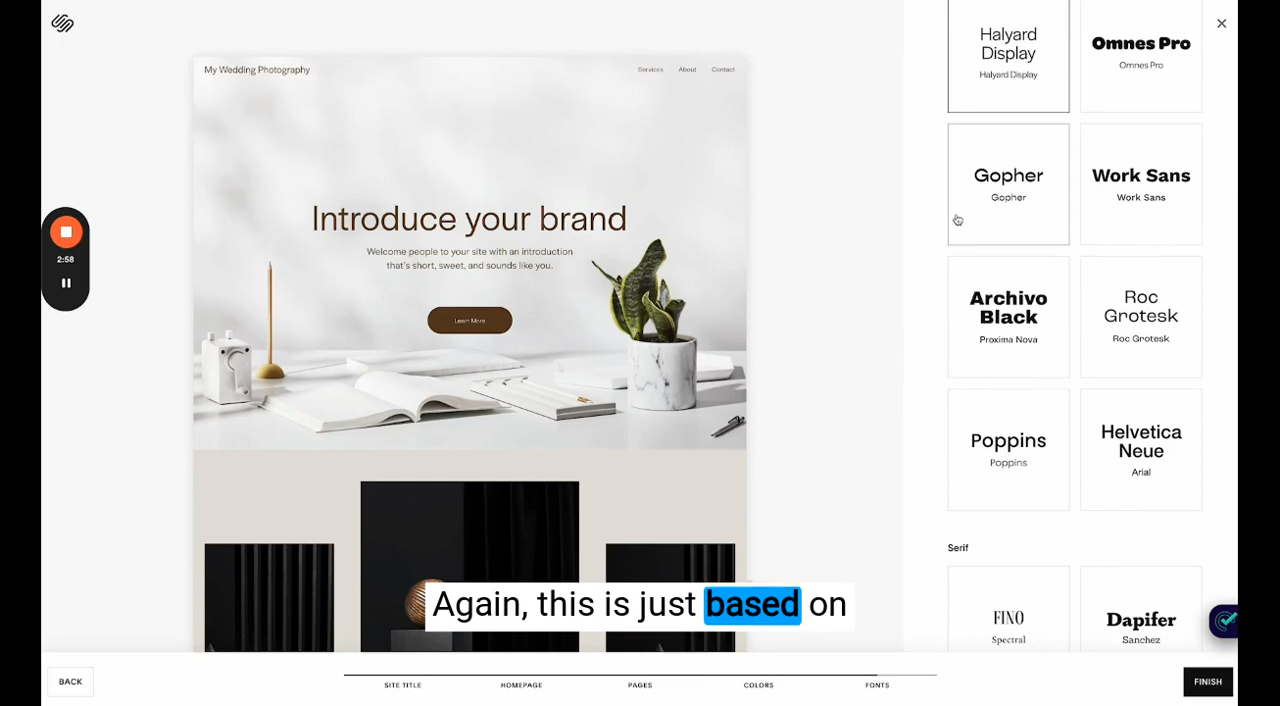 My Wedding Photography
Services About Contact
Introduce your brand
Welcome people to your site with an introduction
that's short, sweet, and sounds like you.
Learn More
2:58
Halyard
Display
Halyard Display
Omnes Pro
Omnes Pro
Gopher
Gopher
Work Sans
Work Sans
Archivo
Black
Proxima Nova
Roc
Grotesk
Roc Grotesk
Poppins
Poppins
Helvetica
Neue
Arial
Serif
FINO
Spectral
Dapifer
Sanchez
Again, this is just based on
BACK
SITE TITLE HOMEPAGE PAGES COLORS FONTS
FINISH